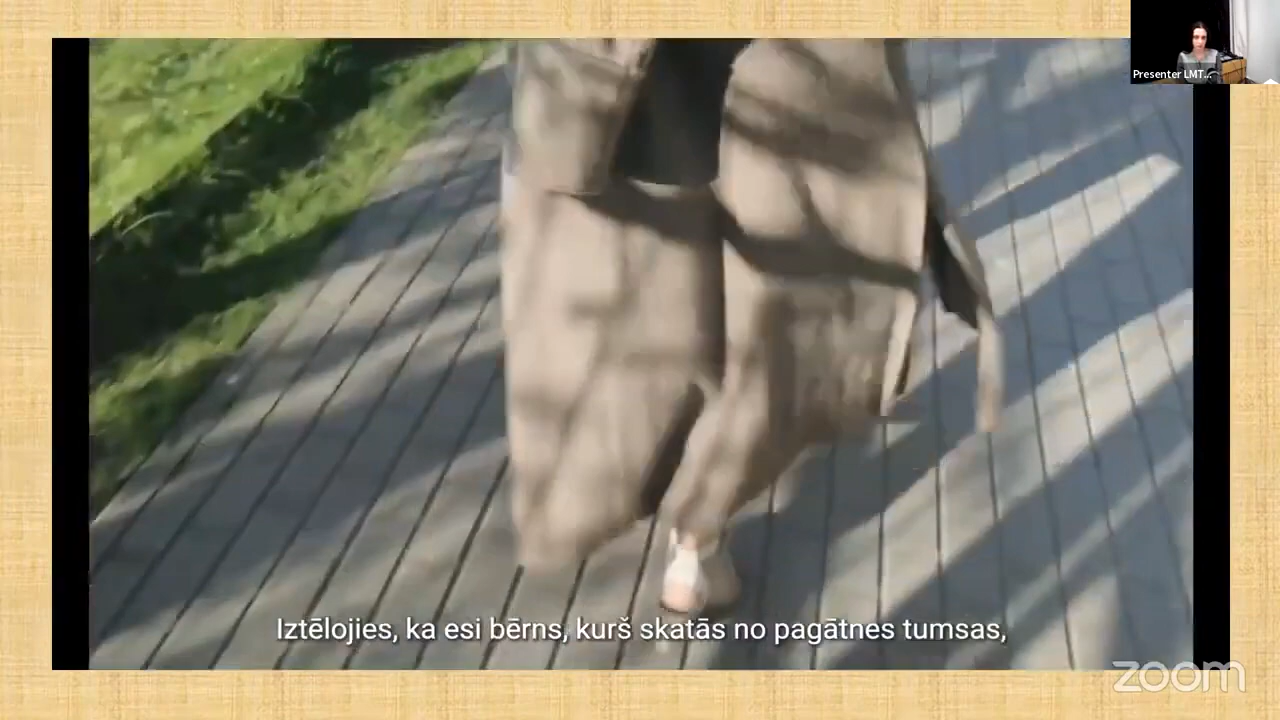 Presenter LMT...
Iztēlojies, ka esi bērns, kurš skatās no pagātnes tumsas,
zoom